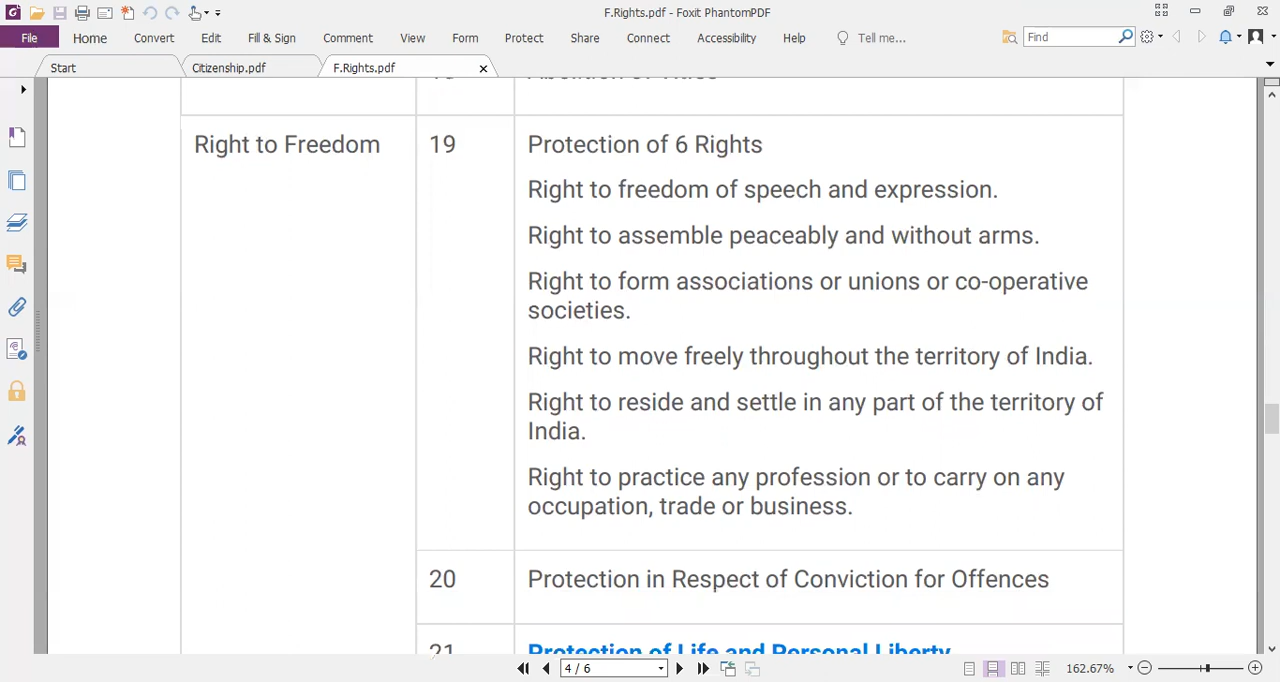 F.Rights.pdf - Foxit PhantomPDF
File Home Convert Edit Fill & Sign Comment View Form Protect Share Connect Accessibility Help Tell me... Find
Start Citizenship.pdf F.Rights.pdf
Right to Freedom 19 Protection of 6 Rights
Right to freedom of speech and expression.
Right to assemble peaceably and without arms.
Right to form associations or unions or co-operative
societies.
Right to move freely throughout the territory of India.
Right to reside and settle in any part of the territory of
India.
Right to practice any profession or to carry on any
occupation, trade or business.
20 Protection in Respect of Conviction for Offences
21 Protection of Life and Personal Liberty
4 / 6 162.67%